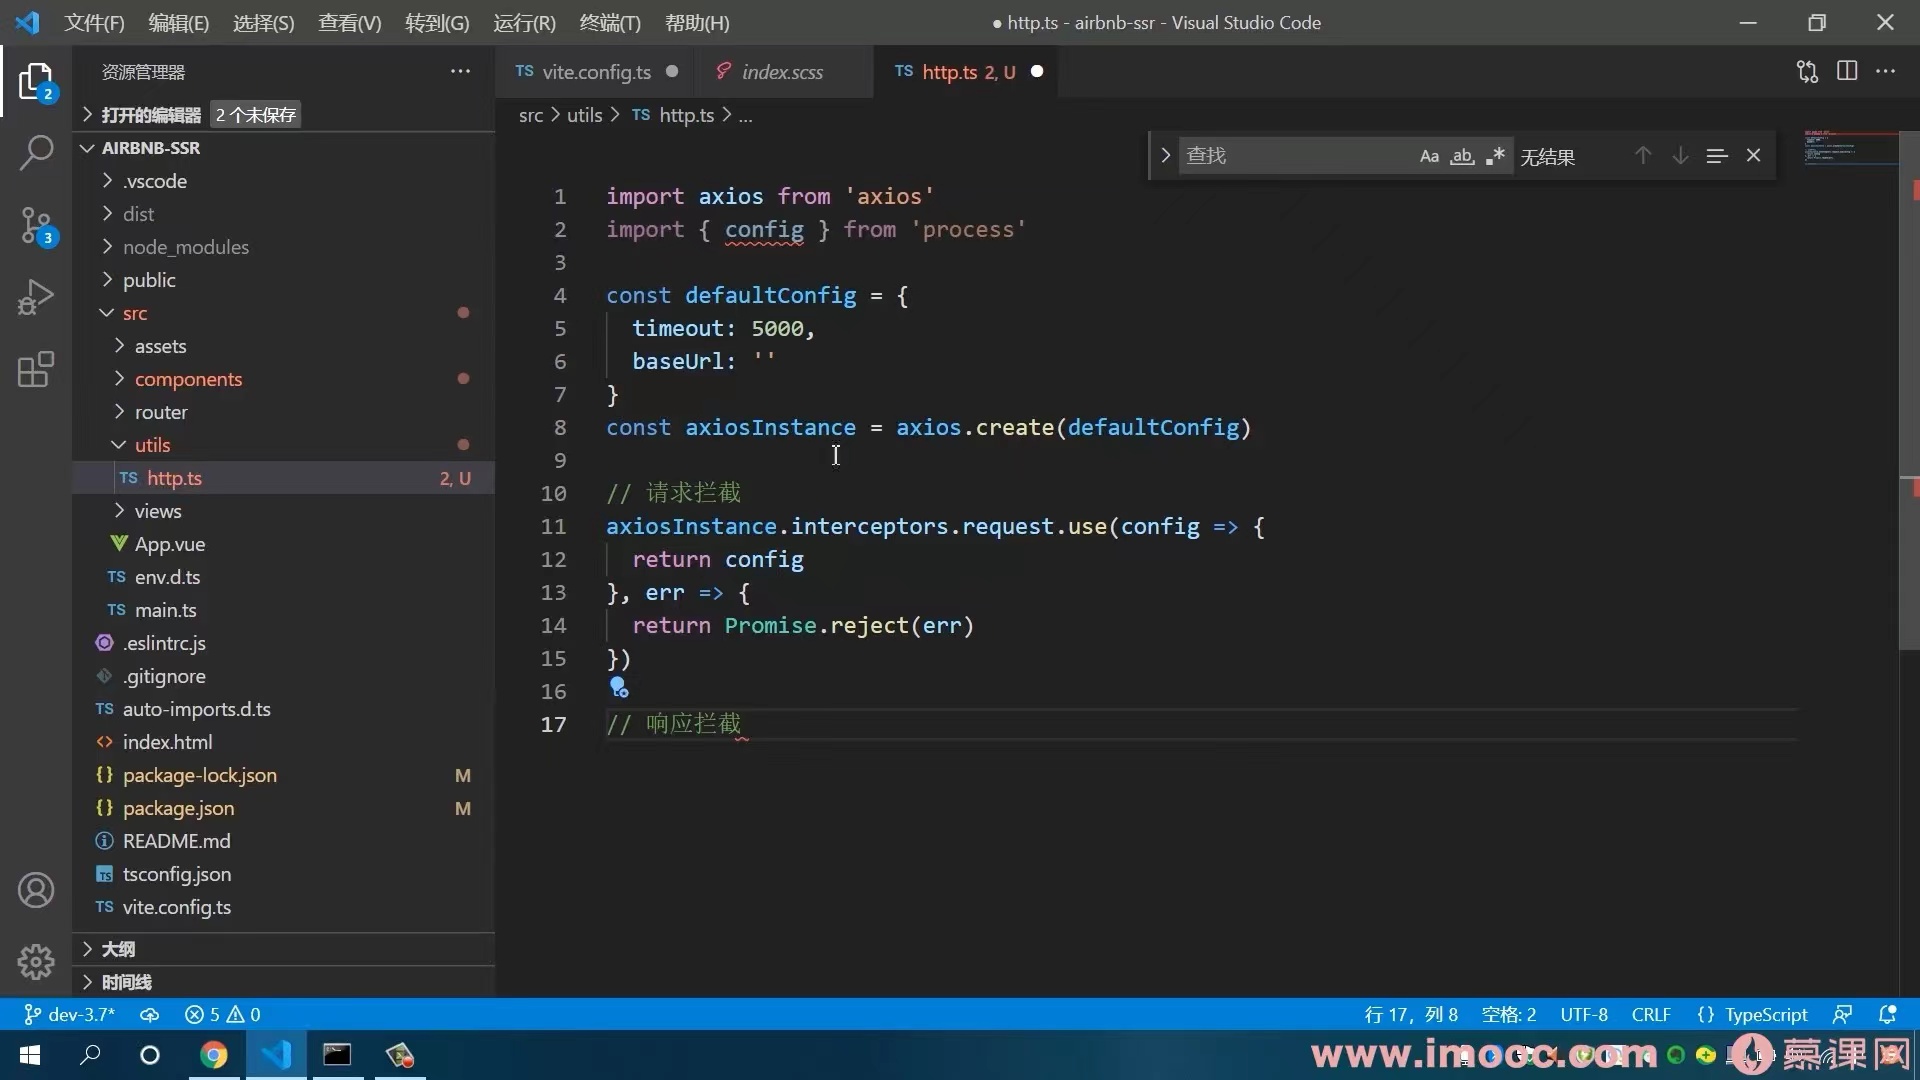 文件(F) 编辑(E) 选择(S) 查看(V) 转到(G) 运行(R) 终端(T) 帮助(H)
● http.ts - airbnb-ssr - Visual Studio Code
资源管理器
打开的编辑器 2 个未保存
AIRBNB-SSR
.vscode
dist
node_modules
public
src
assets
components
router
utils
TS http.ts 2, U
views
App.vue
TS env.d.ts
TS main.ts
.eslintrc.js
.gitignore
TS auto-imports.d.ts
<> index.html
{} package-lock.json M
{} package.json M
README.md
TS tsconfig.json
TS vite.config.ts
大纲
时间线
2
3
TS vite.config.ts
index.scss
TS http.ts 2, U
src > utils > TS http.ts > ...
查找 Aa ab .* 无结果
1 import axios from 'axios'
2 import { config } from 'process'
3
4 const defaultConfig = {
5 timeout: 5000,
6 baseUrl: ''
7 }
8 const axiosInstance = axios.create(defaultConfig)
9
10 // 请求拦截
11 axiosInstance.interceptors.request.use(config => {
12 return config
13 }, err => {
14 return Promise.reject(err)
15 })
16
17 // 响应拦截
dev-3.7* 5 0
行 17，列 8 空格: 2 UTF-8 CRLF {} TypeScript
www.imooc.com 慕课网